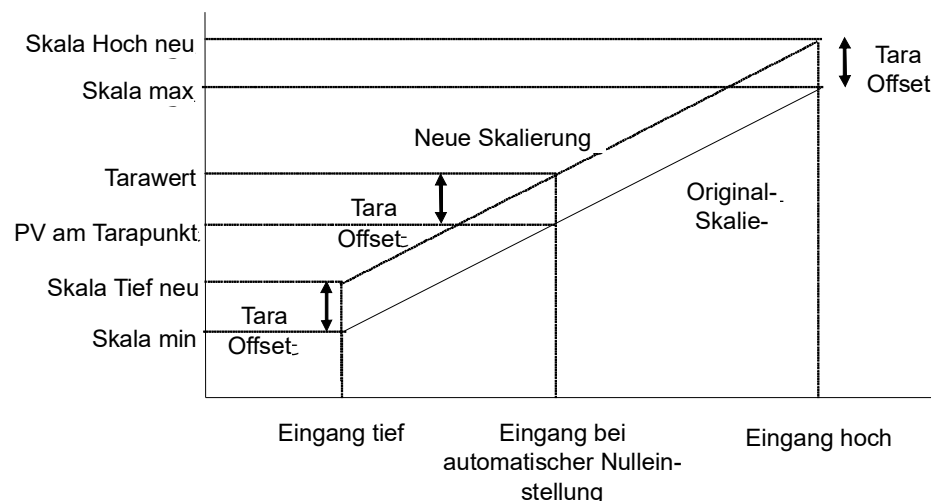 Skala Hoch neu
Tara
Offset
Skala max
Neue Skalierung
Tarawert
Tara
Offset-
Original-
Skalie-
PV am Tarapunkt
Skala Tief neu
Tara
Offset-
Skala min
Eingang tief
Eingang bei
automatischer Nullein-
stellung
Eingang hoch